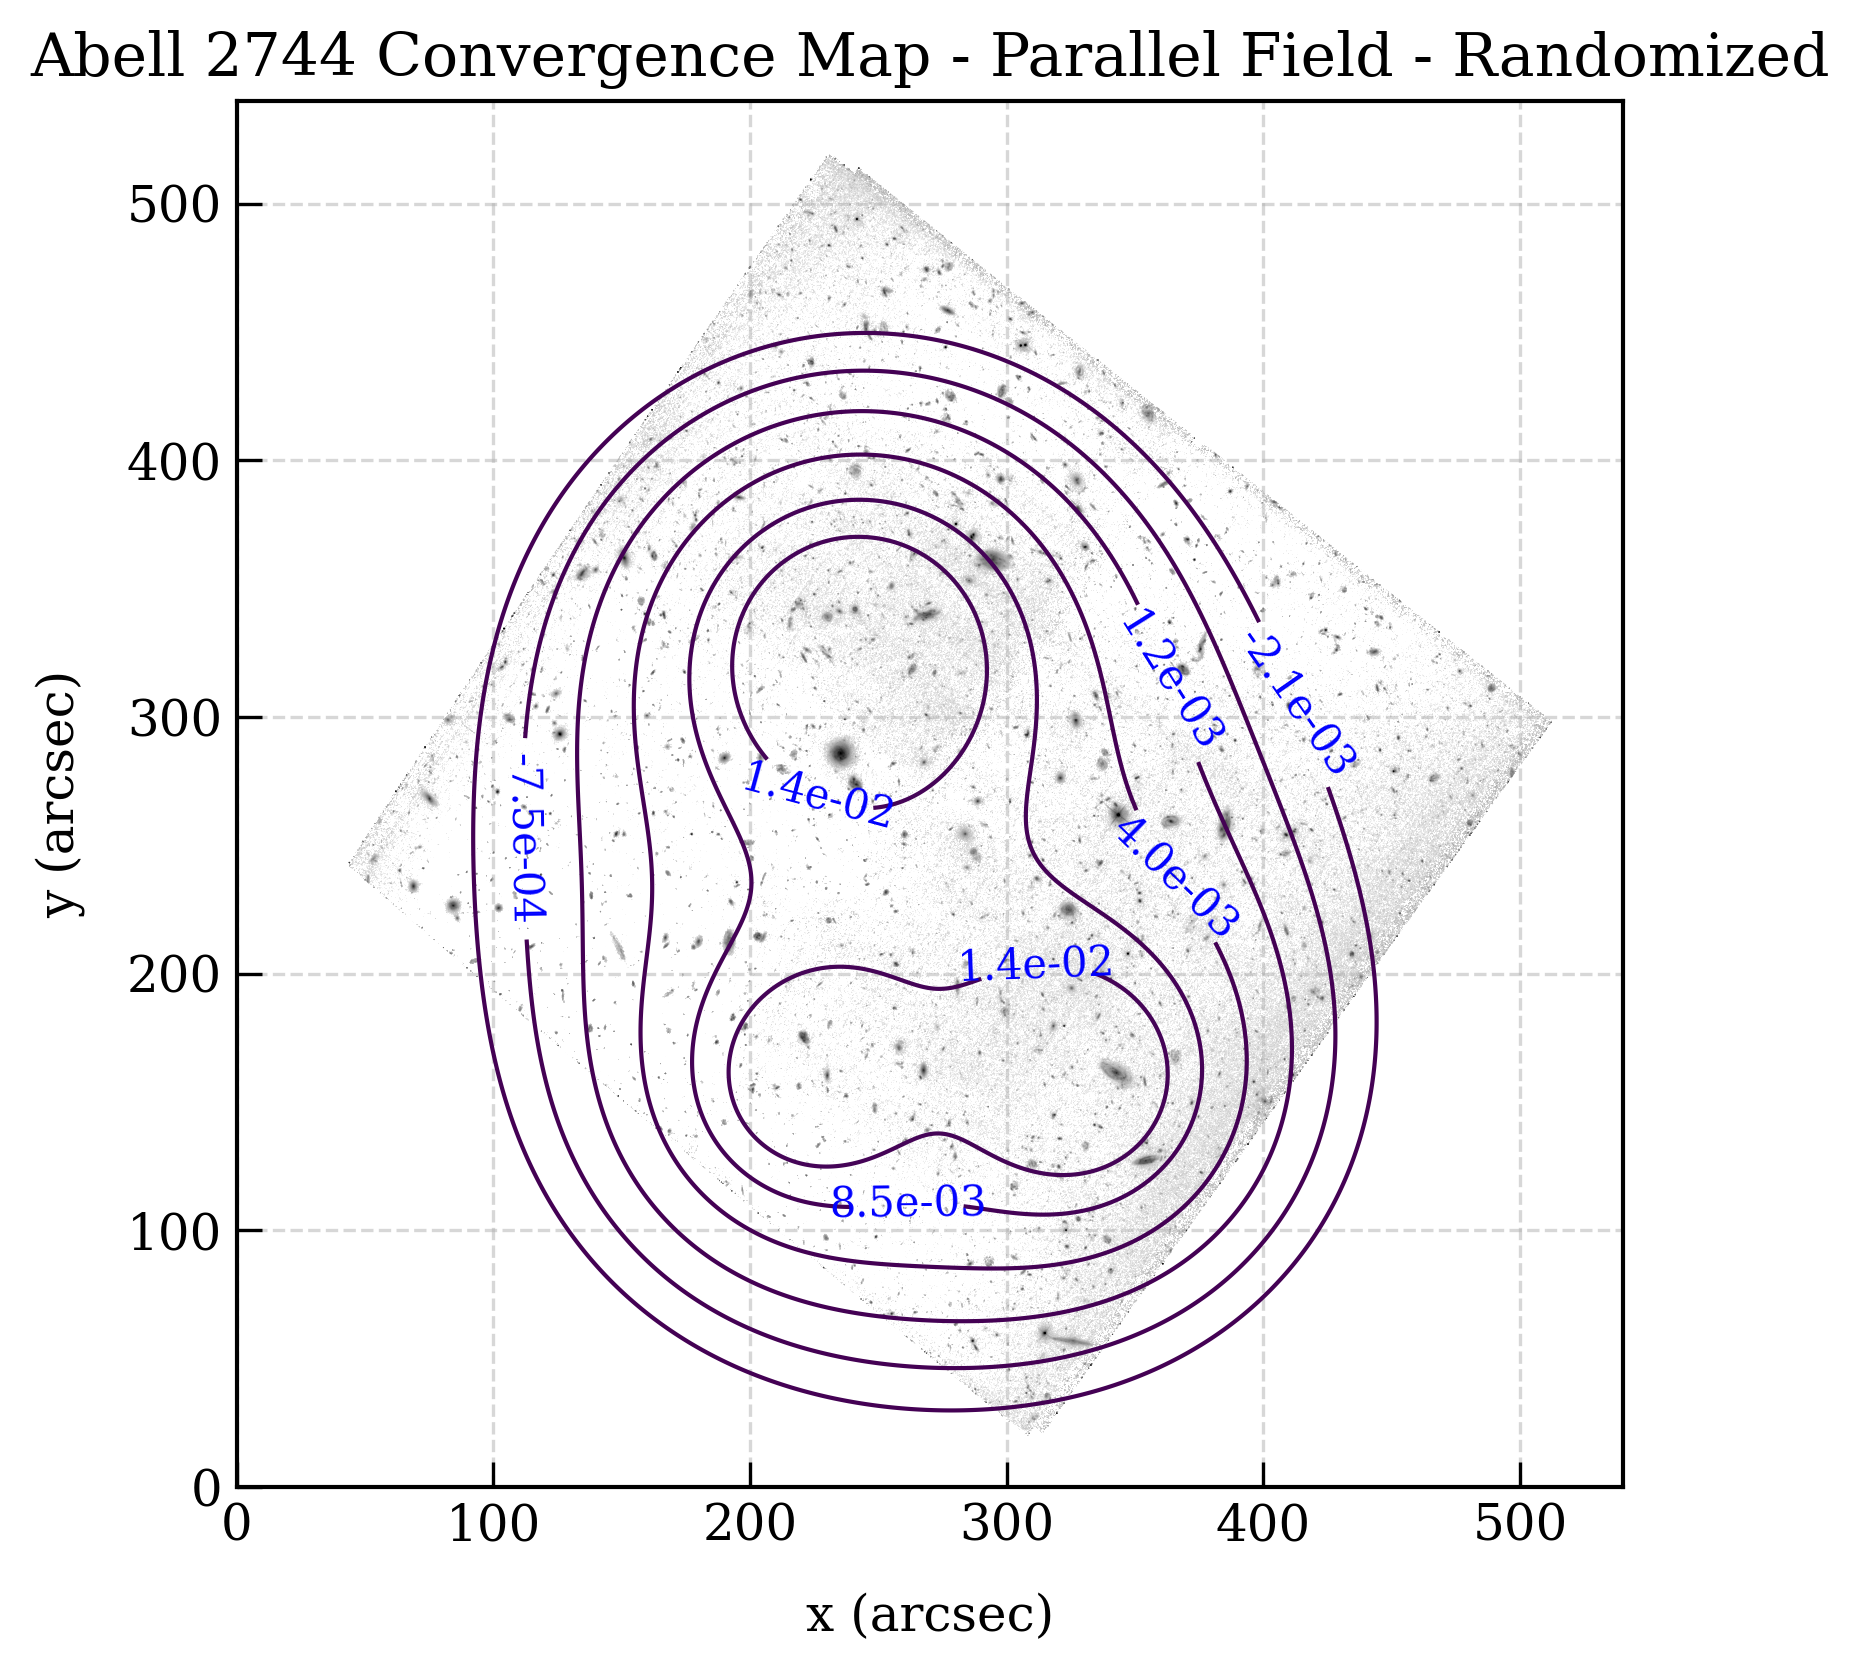 Abell 2744 Convergence Map - Parallel Field - Randomized
500
400
300
200
100
0
0 100 200 300 400 500
y (arcsec)
x (arcsec)
1.2e-03
-2.1e-03
-7.5e-04
1.4e-02
4.0e-03
1.4e-02
8.5e-03